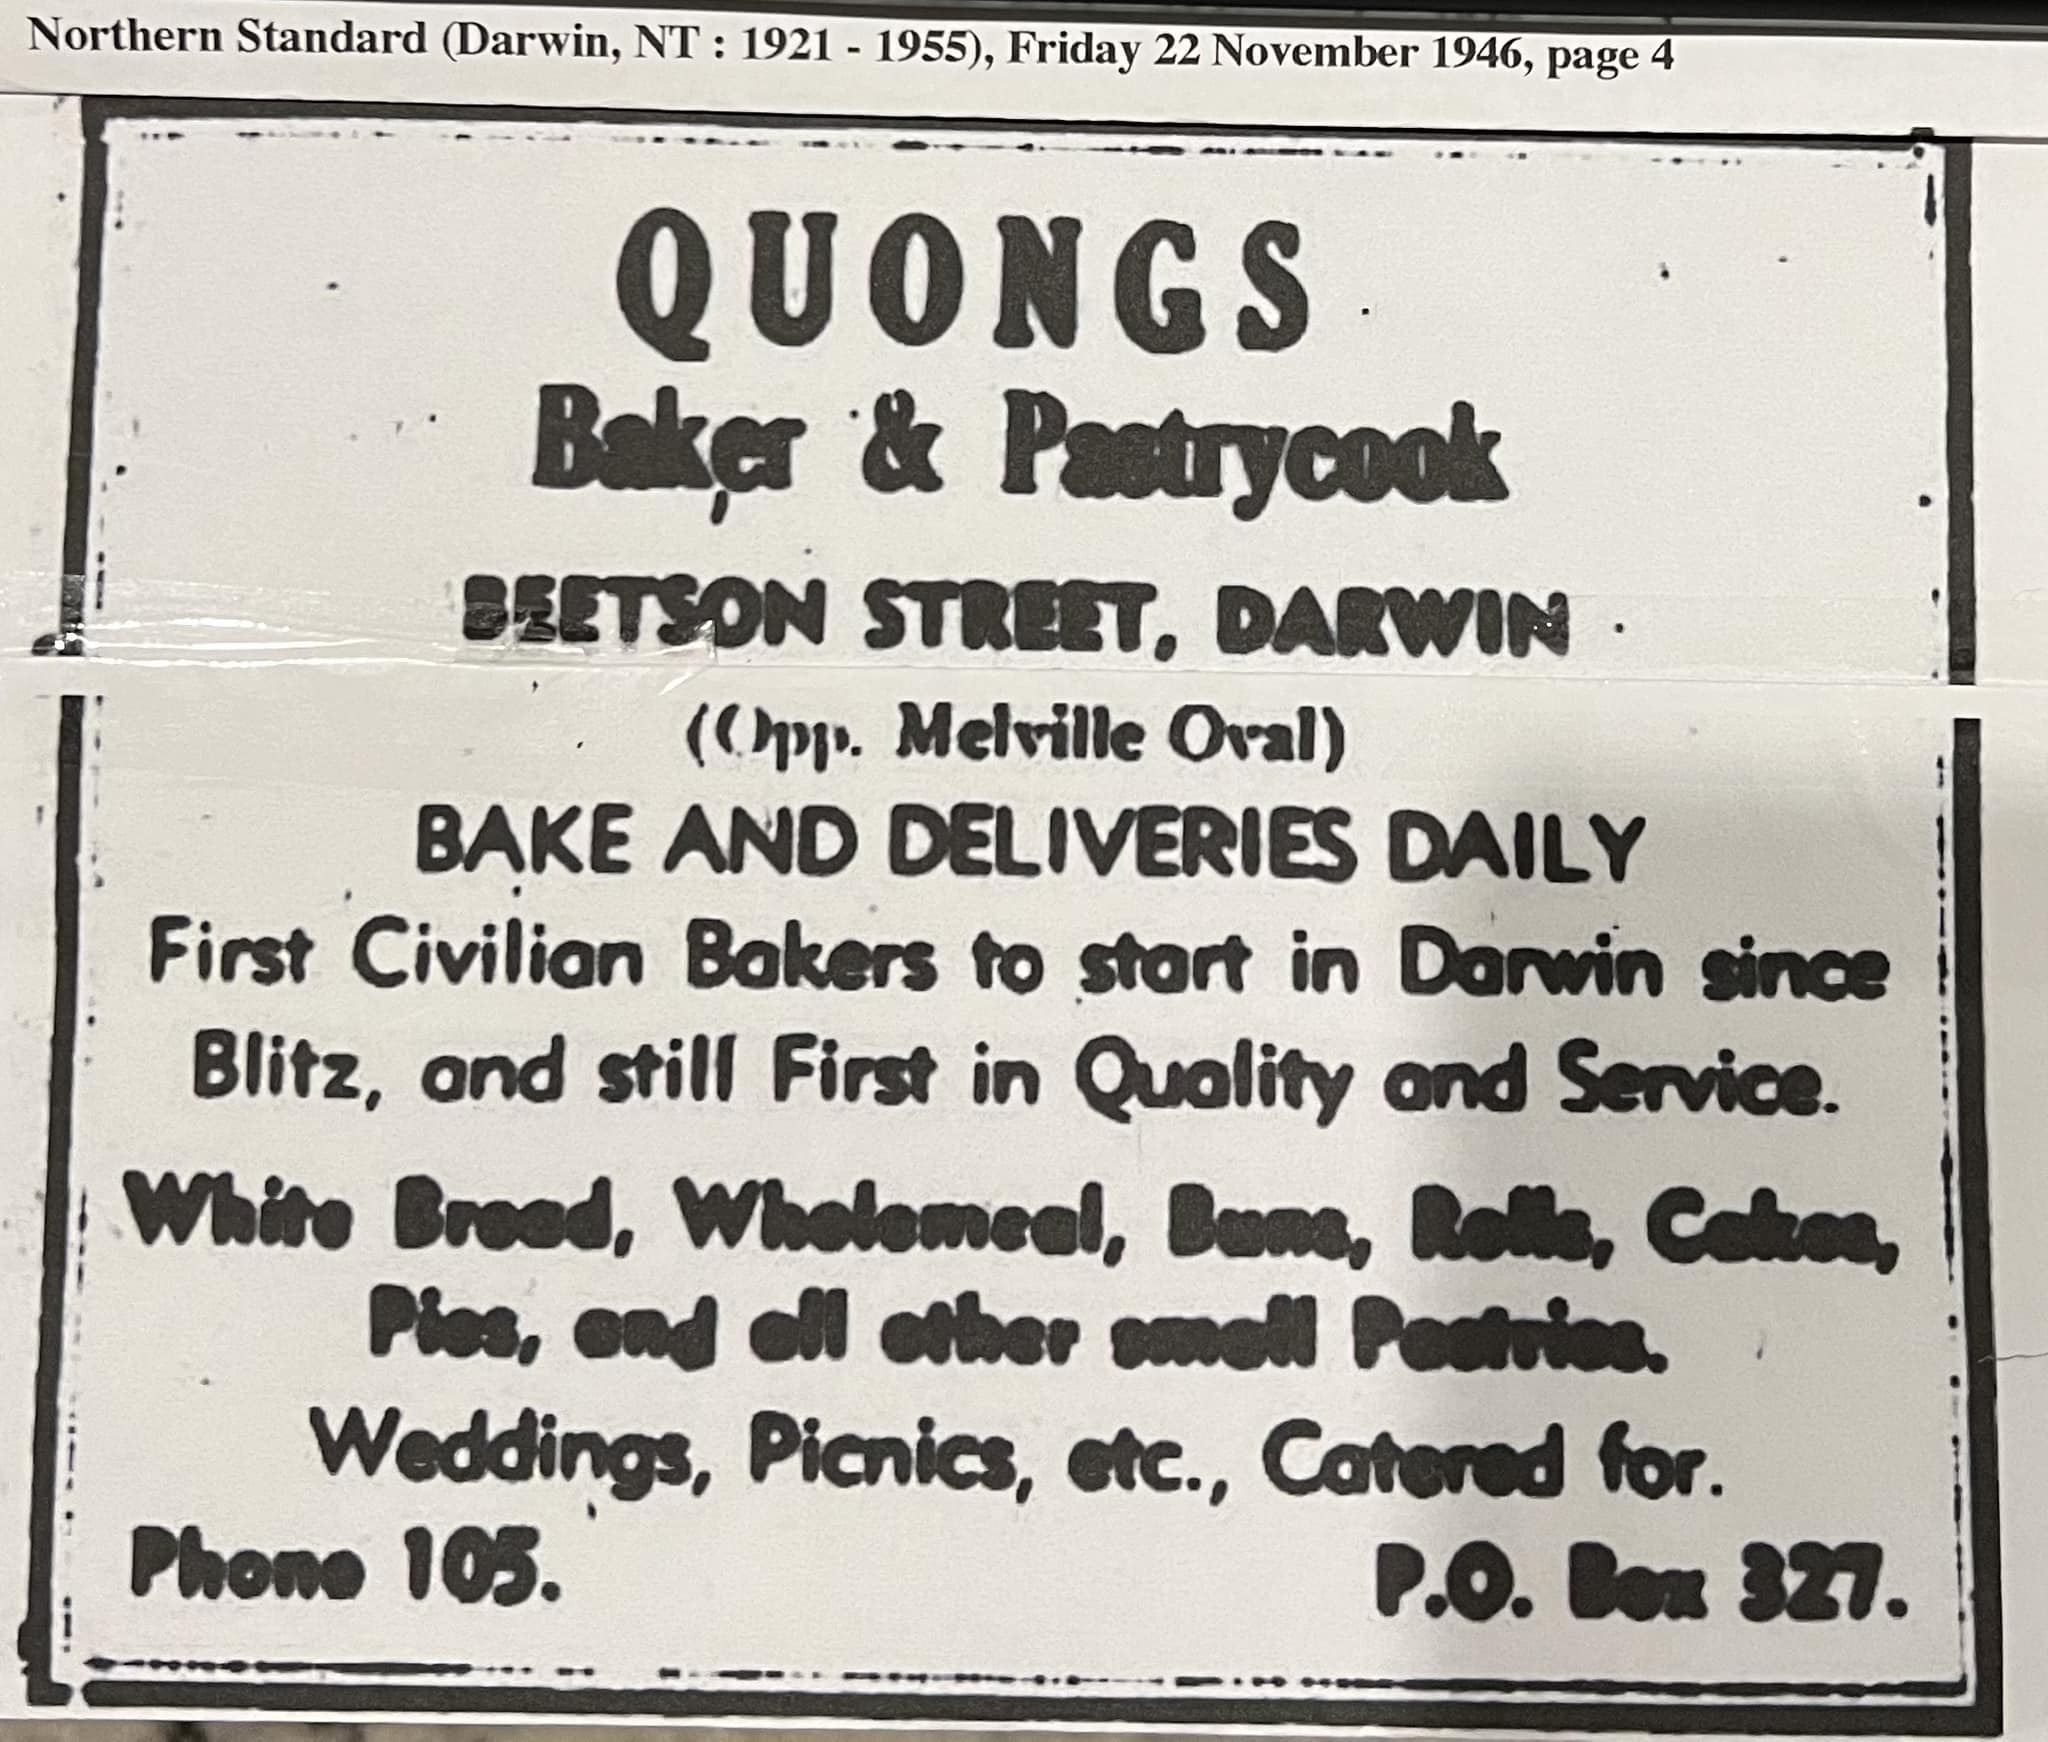 Northern Standard (Darwin, NT : 1921 - 1955), Friday 22 November 1946, page 4
QUONGS
Baker & Pastrycook
BEETSON STREET, DARWIN
(Opp. Melville Oval)
BAKE AND DELIVERIES DAILY
First Civilian Bakers to start in Darwin since
Blitz, and still First in Quality and Service.
White Bread, Wholemeal, Buns, Rolls, Cakes,
Pies, and all other small Pastries.
Weddings, Picnics, etc., Catered for.
Phone 105.
P.O. Box 327.